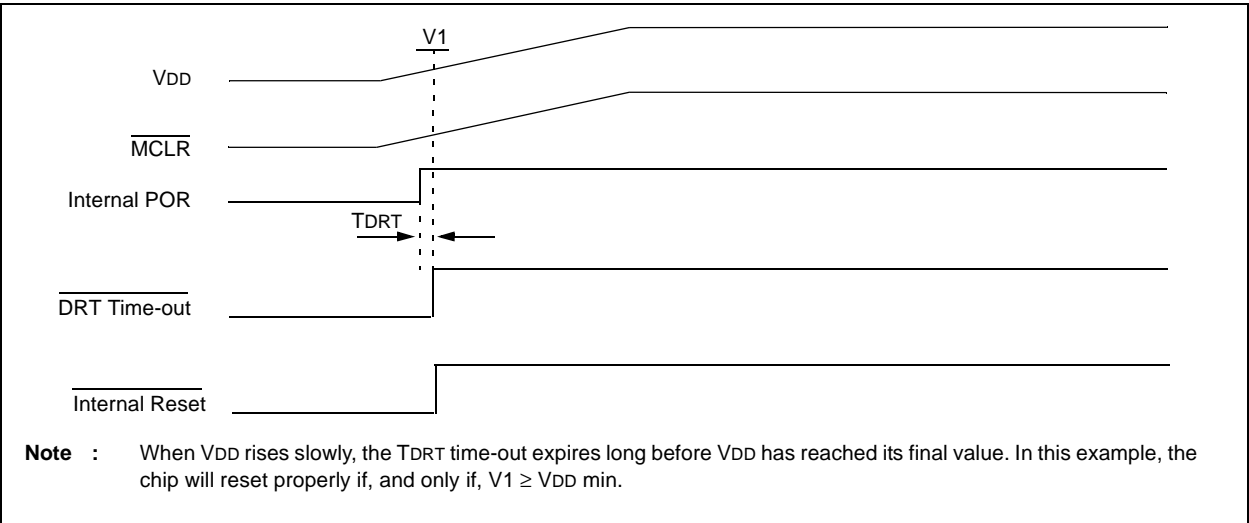 V1
VDD
MCLR
Internal POR
TDRT
DRT Time-out
Internal Reset
Note : When VDD rises slowly, the TDRT time-out expires long before VDD has reached its final value. In this example, the
chip will reset properly if, and only if, V1 ≥ VDD min.